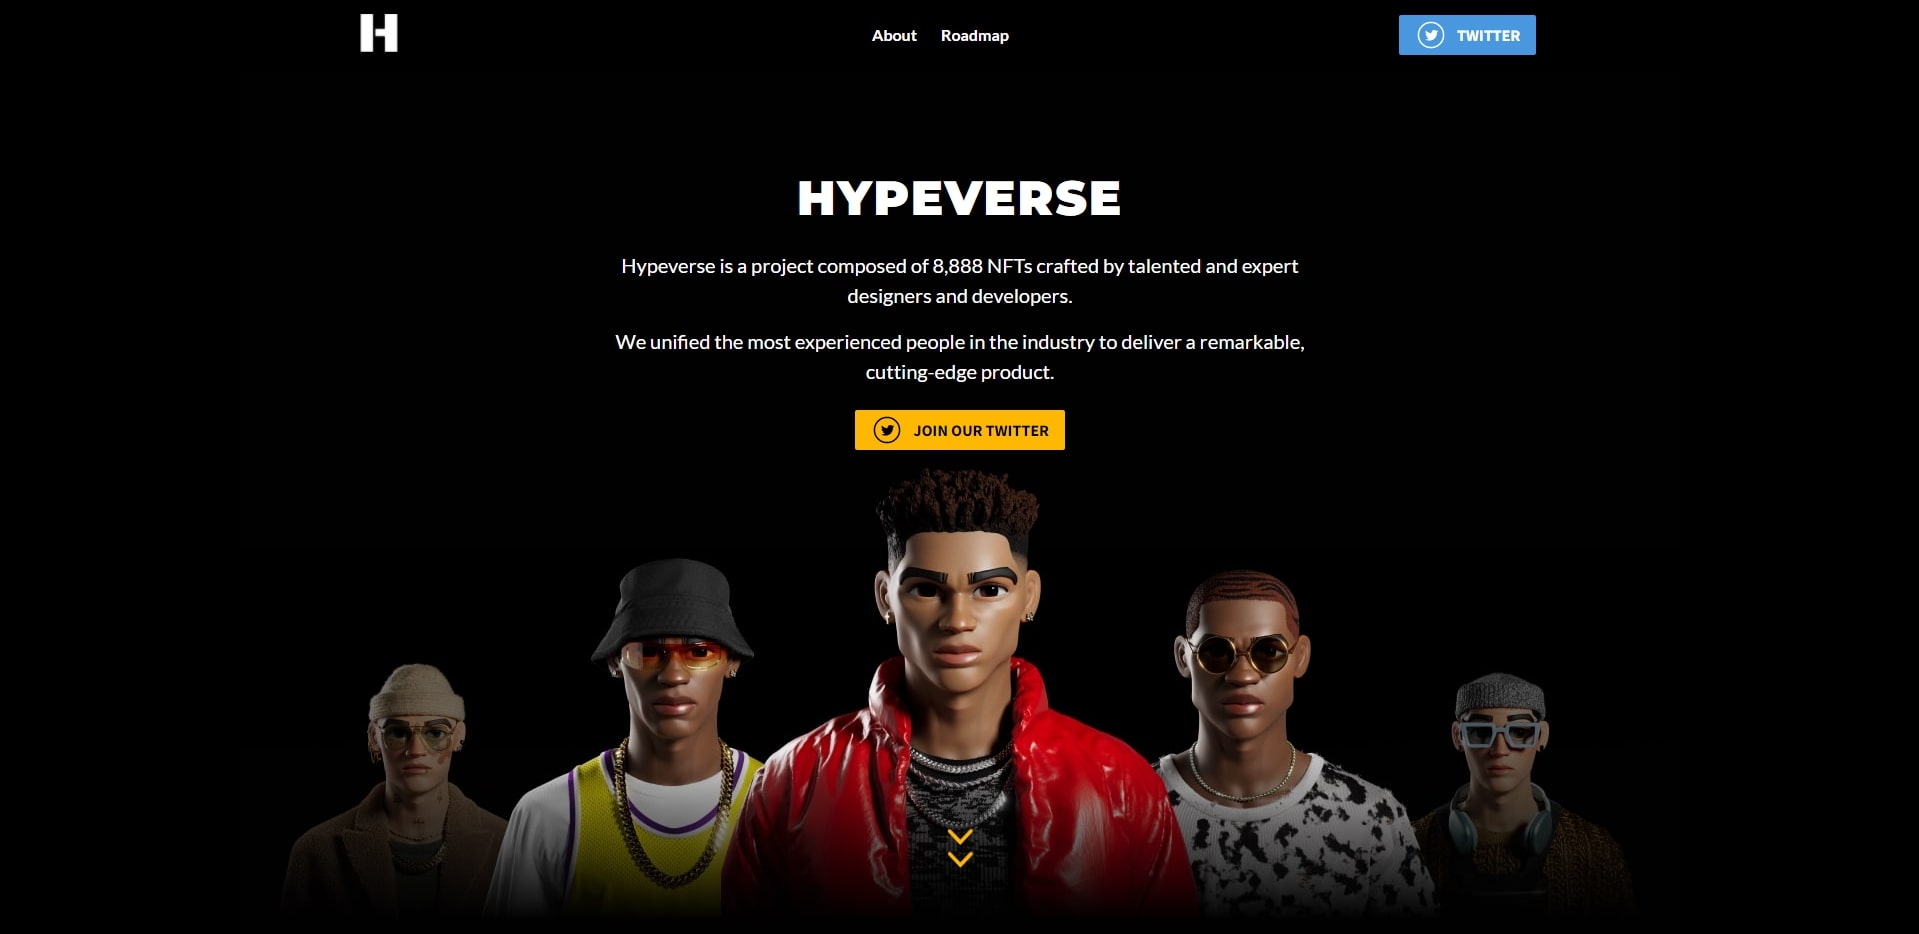 H
About Roadmap
TWITTER
HYPEVERSE
Hypeverse is a project composed of 8,888 NFTs crafted by talented and expert
designers and developers.
We unified the most experienced people in the industry to deliver a remarkable,
cutting-edge product.
JOIN OUR TWITTER